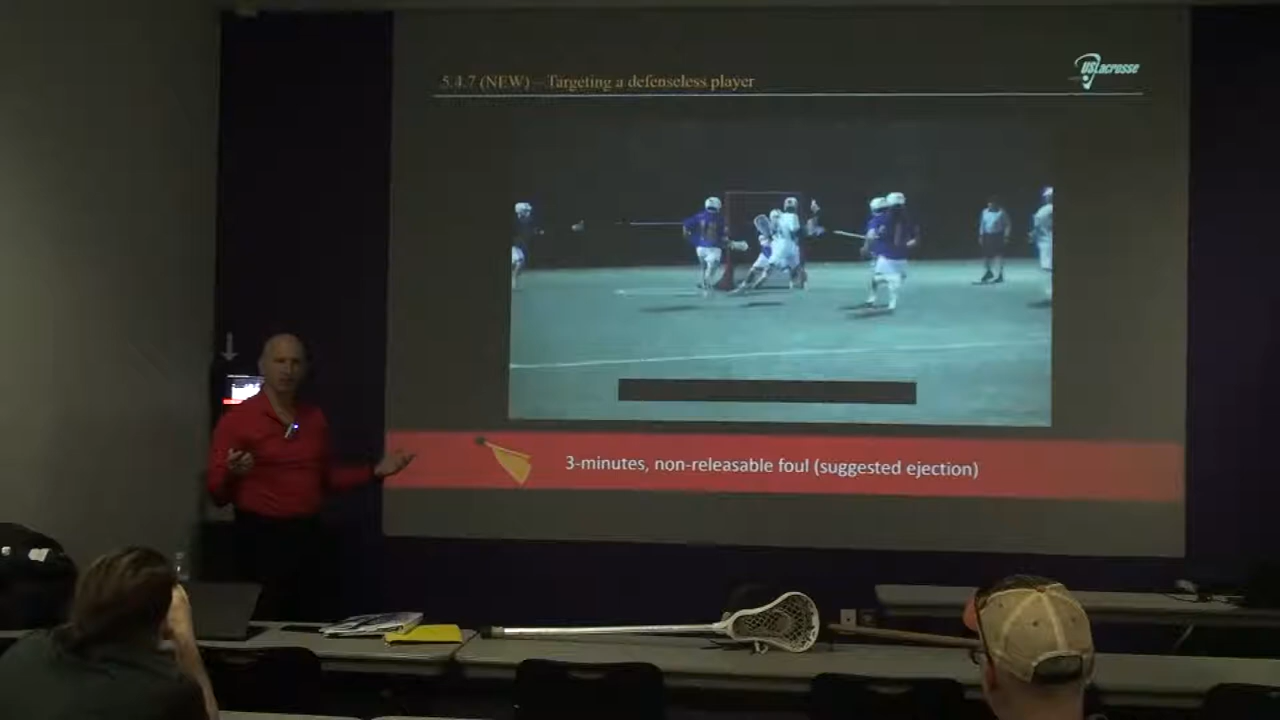 5.4.7 (NEW) – Targeting a defenseless player
USLacrosse
3-minutes, non-releasable foul (suggested ejection)